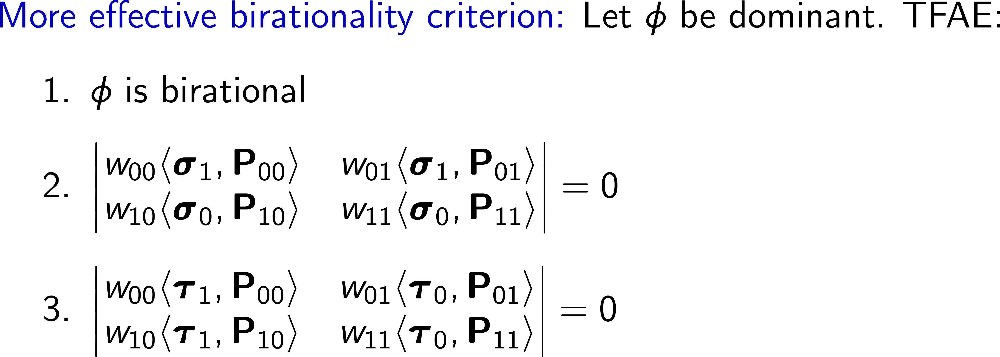 More effective birationality criterion: Let ϕ be dominant. TFAE:
1. ϕ is birational
2. | w₀₀⟨σ₁, P₀₀⟩ w₀₁⟨σ₁, P₀₁⟩ |
| w₁₀⟨σ₀, P₁₀⟩ w₁₁⟨σ₀, P₁₁⟩ | = 0
3. | w₀₀⟨τ₁, P₀₀⟩ w₀₁⟨τ₀, P₀₁⟩ |
| w₁₀⟨τ₁, P₁₀⟩ w₁₁⟨τ₀, P₁₁⟩ | = 0